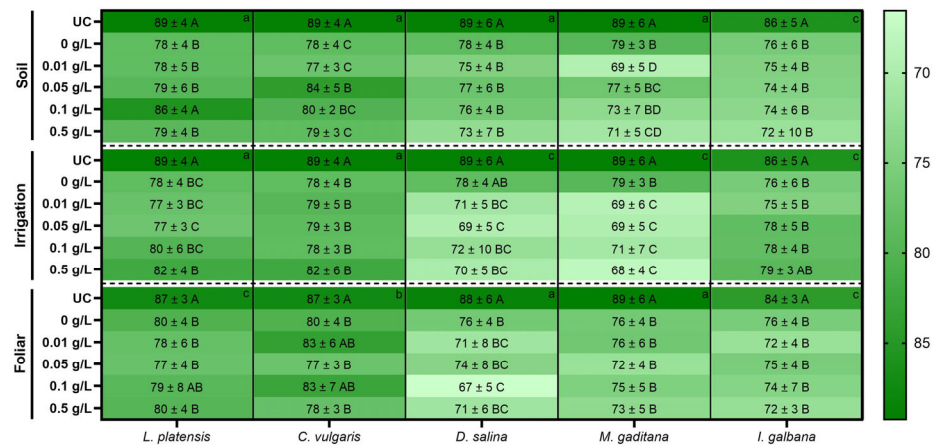 UC 89 ± 4 A a 89 ± 4 A a 89 ± 6 A a 89 ± 6 A a 86 ± 5 A c
0 g/L 78 ± 4 B 78 ± 4 C 78 ± 4 B 79 ± 3 B 76 ± 6 B
0.01 g/L 78 ± 5 B 77 ± 3 C 75 ± 4 B 69 ± 5 D 75 ± 4 B
Soil
0.05 g/L 79 ± 6 B 84 ± 5 B 77 ± 6 B 77 ± 5 BC 74 ± 4 B
0.1 g/L 86 ± 4 A 80 ± 2 BC 76 ± 4 B 73 ± 7 BD 74 ± 6 B
0.5 g/L 79 ± 4 B 79 ± 3 C 73 ± 7 B 71 ± 5 CD 72 ± 10 B
UC 89 ± 4 A a 89 ± 4 A a 89 ± 6 A c 89 ± 6 A c 86 ± 5 A c
0 g/L 78 ± 4 BC 78 ± 4 B 78 ± 4 AB 79 ± 3 B 76 ± 6 B
0.01 g/L 77 ± 3 BC 79 ± 5 B 71 ± 5 BC 69 ± 6 C 75 ± 5 B
Irrigation
0.05 g/L 77 ± 3 C 79 ± 3 B 69 ± 5 C 69 ± 5 C 78 ± 5 B
0.1 g/L 80 ± 6 BC 78 ± 3 B 72 ± 10 BC 71 ± 7 C 78 ± 4 B
0.5 g/L 82 ± 4 B 82 ± 6 B 70 ± 5 BC 68 ± 4 C 79 ± 3 AB
UC 87 ± 3 A c 87 ± 3 A b 88 ± 6 A a 89 ± 6 A a 84 ± 3 A c
0 g/L 80 ± 4 B 80 ± 4 B 76 ± 4 B 76 ± 4 B 76 ± 4 B
0.01 g/L 78 ± 6 B 83 ± 6 AB 71 ± 8 BC 76 ± 6 B 72 ± 4 B
Foliar
0.05 g/L 77 ± 4 B 77 ± 3 B 74 ± 8 BC 72 ± 4 B 75 ± 4 B
0.1 g/L 79 ± 8 AB 83 ± 7 AB 67 ± 5 C 75 ± 5 B 74 ± 7 B
0.5 g/L 80 ± 4 B 78 ± 3 B 71 ± 6 BC 73 ± 5 B 72 ± 3 B
L. platensis C. vulgaris D. salina M. gaditana I. galbana
70
75
80
85